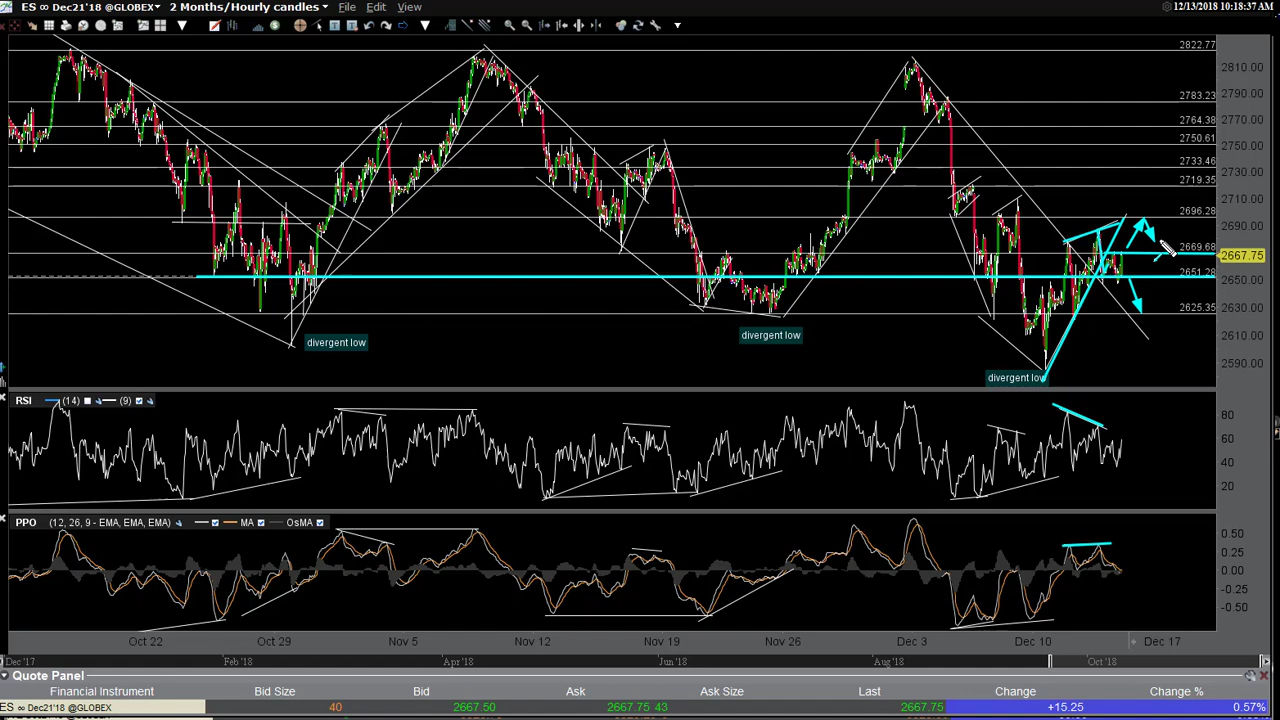 ES ∞ Dec21'18 @GLOBEX 2 Months/Hourly candles File Edit View 12/13/2018 10:18:37 AM
2822.77
2810.00
2783.23
2790.00
2764.38
2770.00
2750.61
2750.00
2733.46
2730.00
2719.35
2710.00
2696.28
2690.00
2669.68
2667.75
2651.28
2650.00
2625.35
2630.00
2610.00
2590.00
divergent low
divergent low
divergent low
RSI (14) (9)
80
60
40
20
PPO (12, 26, 9 - EMA, EMA, EMA) MA OsMA
0.50
0.25
0.00
-0.25
-0.50
Oct 22 Oct 29 Nov 5 Nov 12 Nov 19 Nov 26 Dec 3 Dec 10 Dec 17
Dec '17 Feb '18 Apr '18 Jun '18 Aug '18 Oct '18
Quote Panel
Financial Instrument Bid Size Bid Ask Ask Size Last Change Change %
ES ∞ Dec21'18 @GLOBEX 40 2667.50 2667.75 43 2667.75 +15.25 0.57%